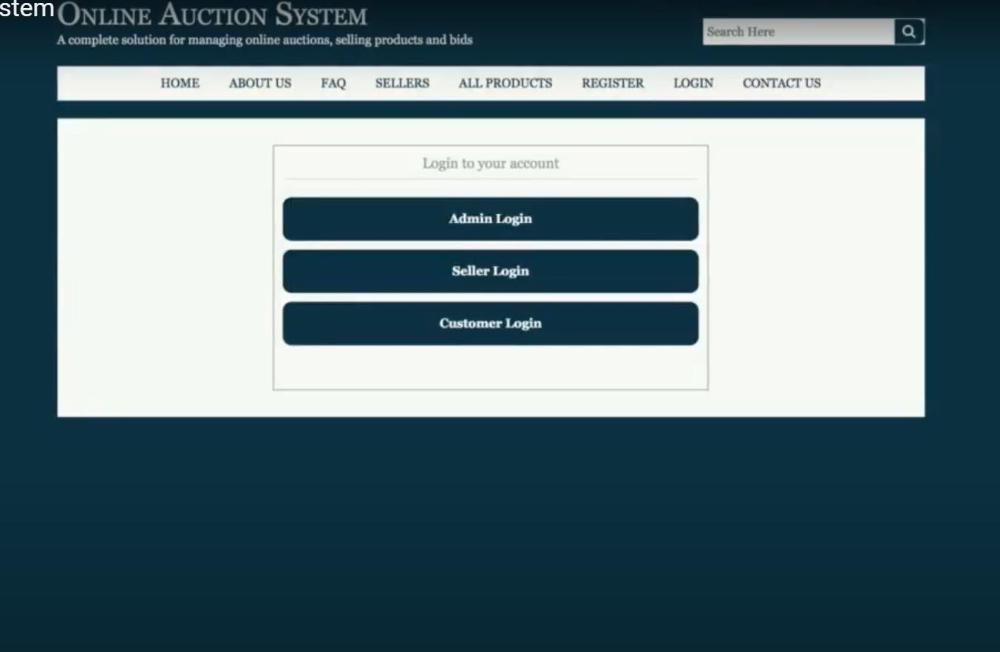 stem
ONLINE AUCTION SYSTEM
A complete solution for managing online auctions, selling products and bids
Search Here
HOME ABOUT US FAQ SELLERS ALL PRODUCTS REGISTER LOGIN CONTACT US
Login to your account
Admin Login
Seller Login
Customer Login